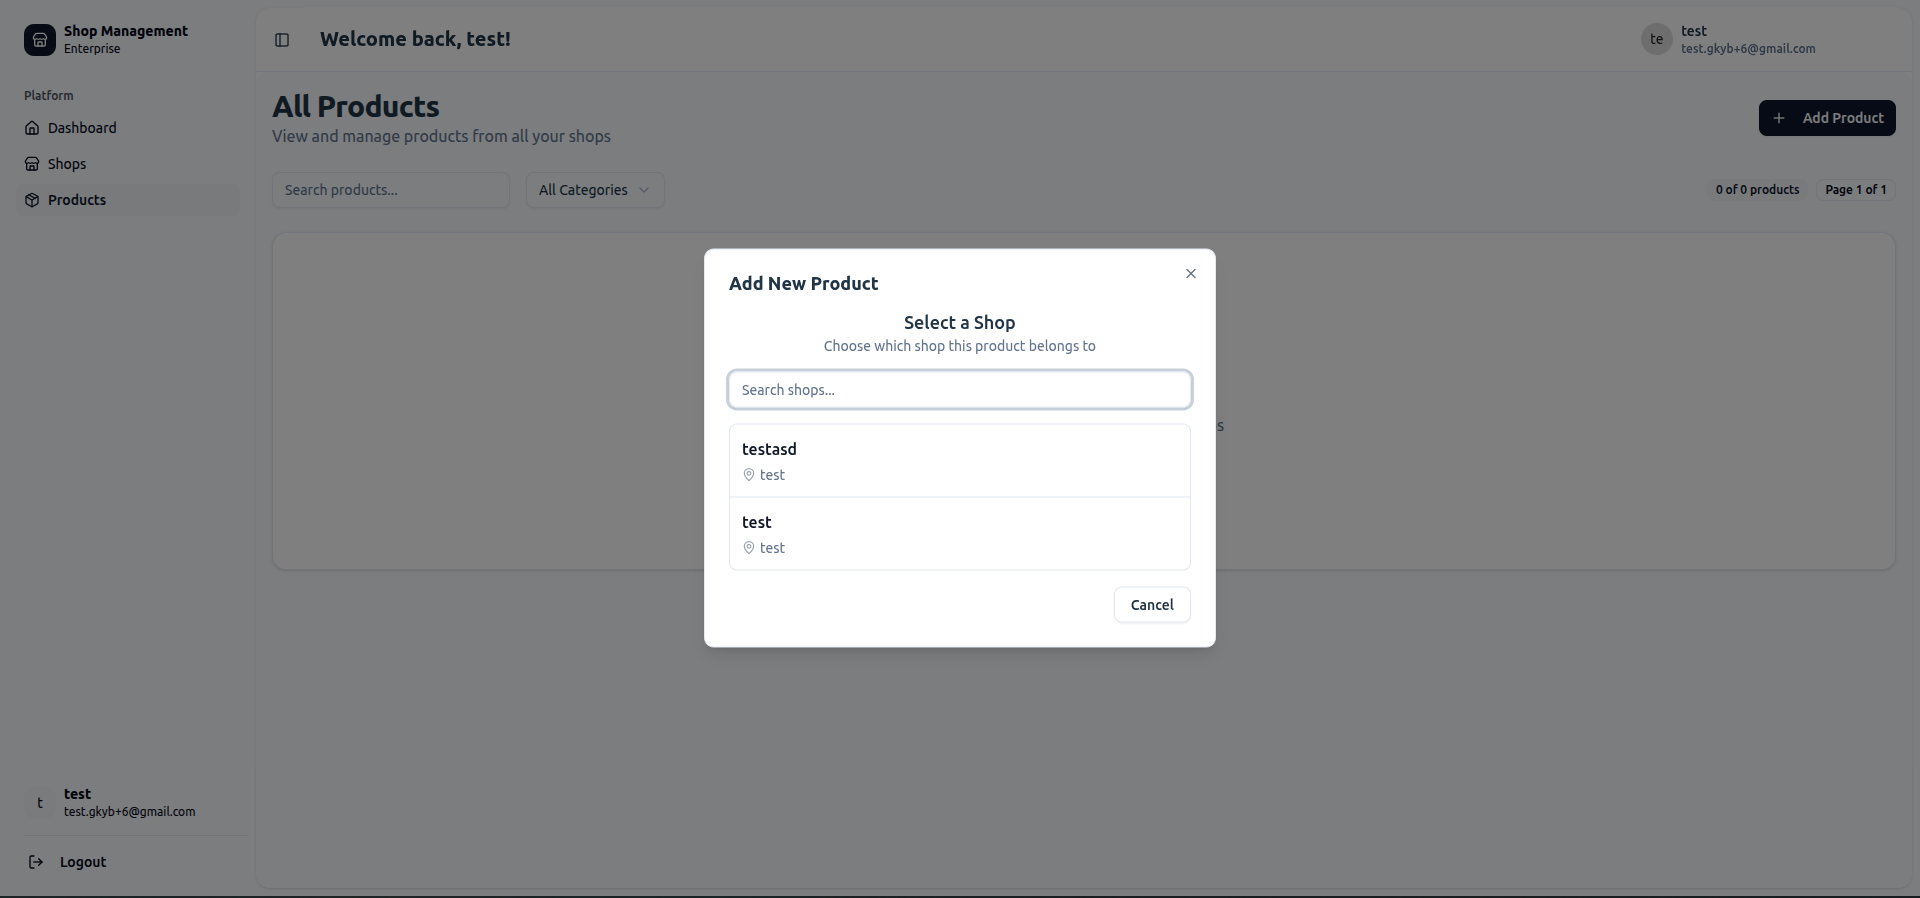 Shop Management
Enterprise
Platform
Dashboard
Shops
Products
test
test.gkyb+6@gmail.com
Logout
Welcome back, test!
te
test
test.gkyb+6@gmail.com
All Products
View and manage products from all your shops
Add Product
Search products...
All Categories
0 of 0 products
Page 1 of 1
Add New Product
Select a Shop
Choose which shop this product belongs to
Search shops...
testasd
test
test
test
Cancel
t
s